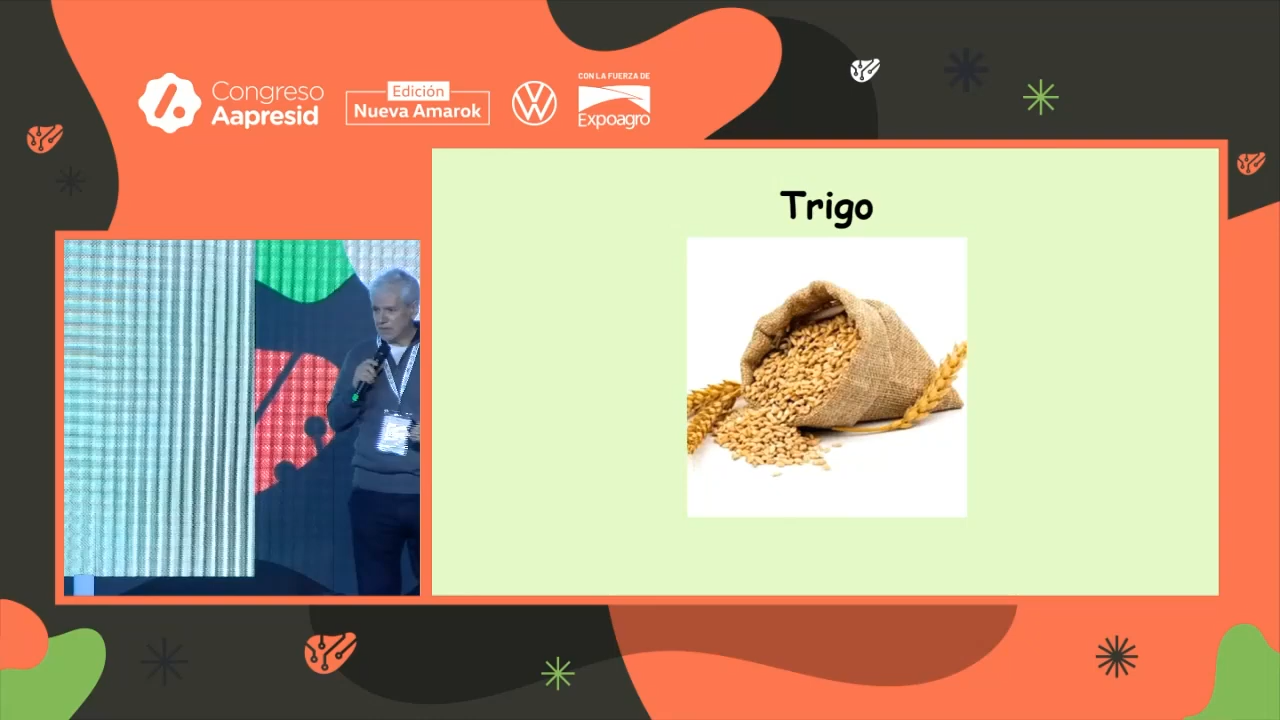 Congreso
Aapresid
Edición
Nueva Amarok
CON LA FUERZA DE
Expoagro
Trigo